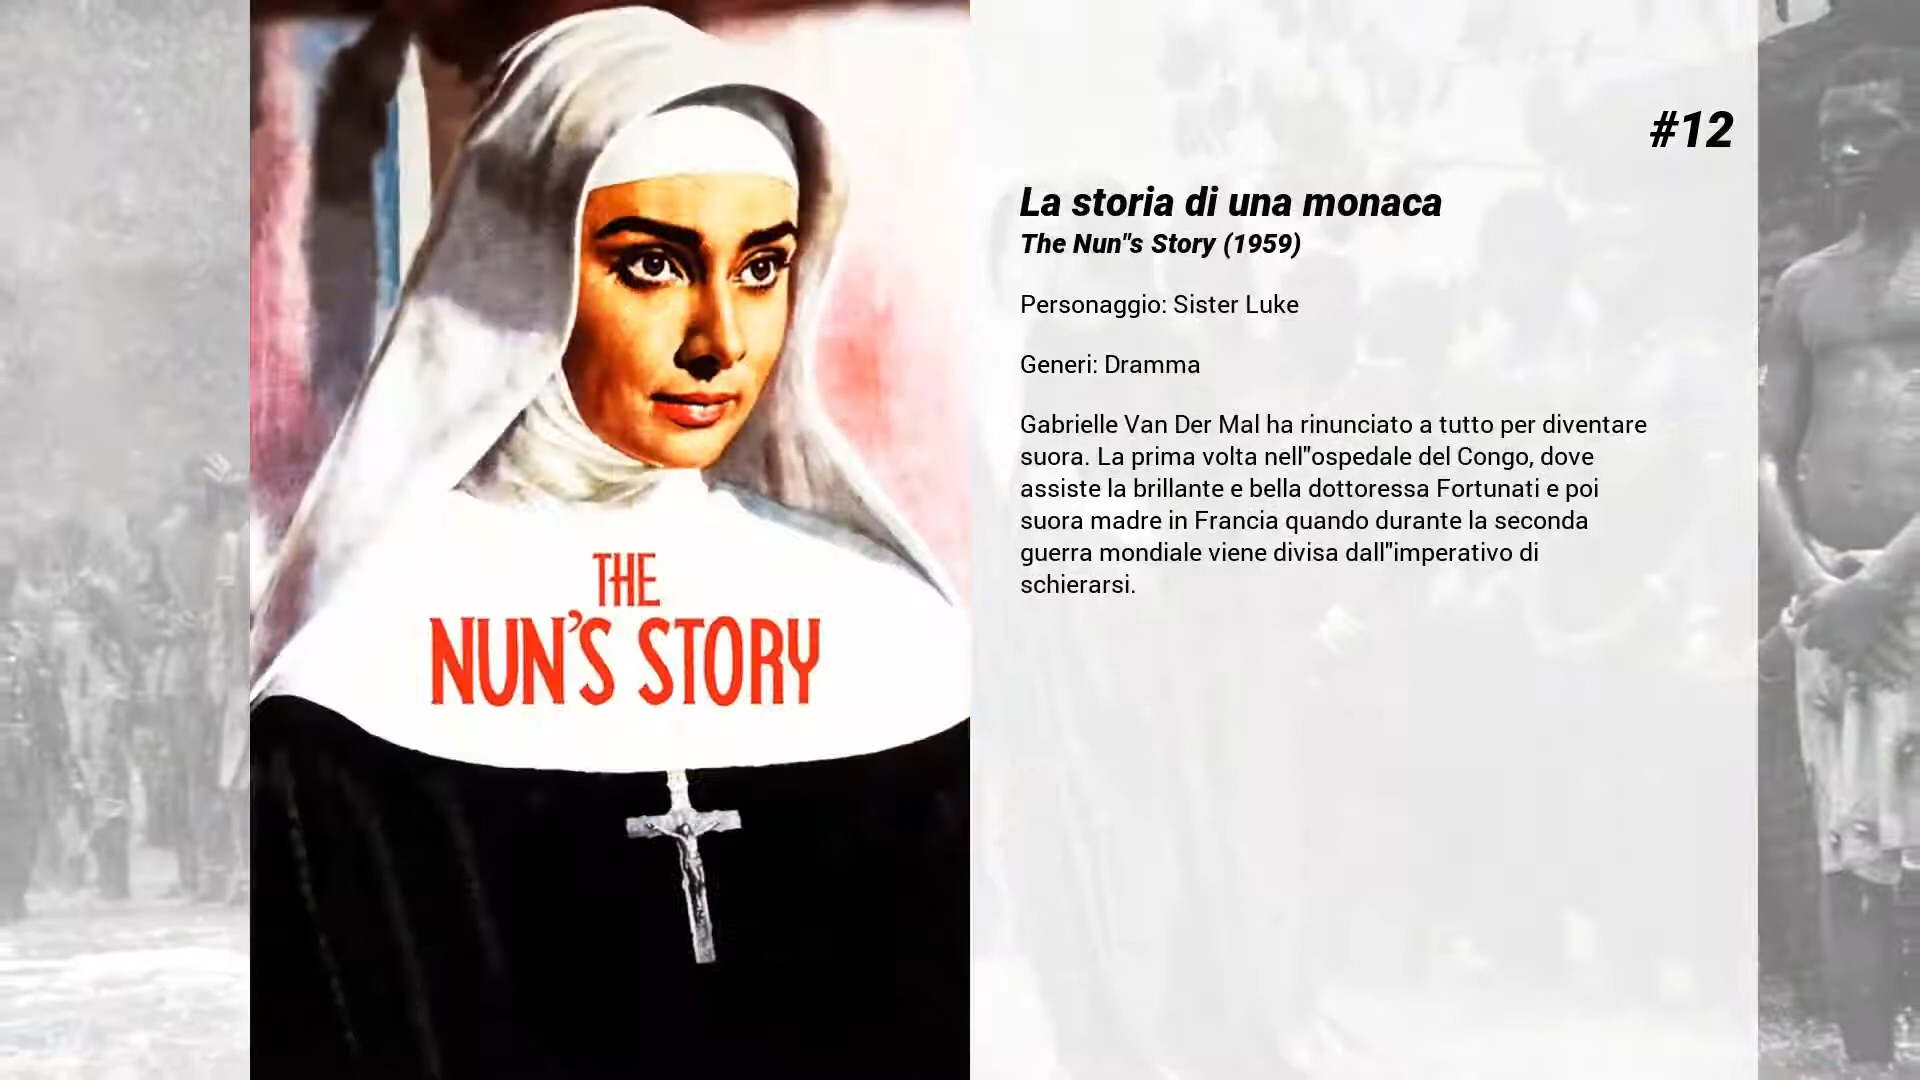 THE
NUN'S STORY
#12
La storia di una monaca
The Nun"s Story (1959)
Personaggio: Sister Luke
Generi: Dramma
Gabrielle Van Der Mal ha rinunciato a tutto per diventare
suora. La prima volta nell"ospedale del Congo, dove
assiste la brillante e bella dottoressa Fortunati e poi
suora madre in Francia quando durante la seconda
guerra mondiale viene divisa dall"imperativo di
schierarsi.